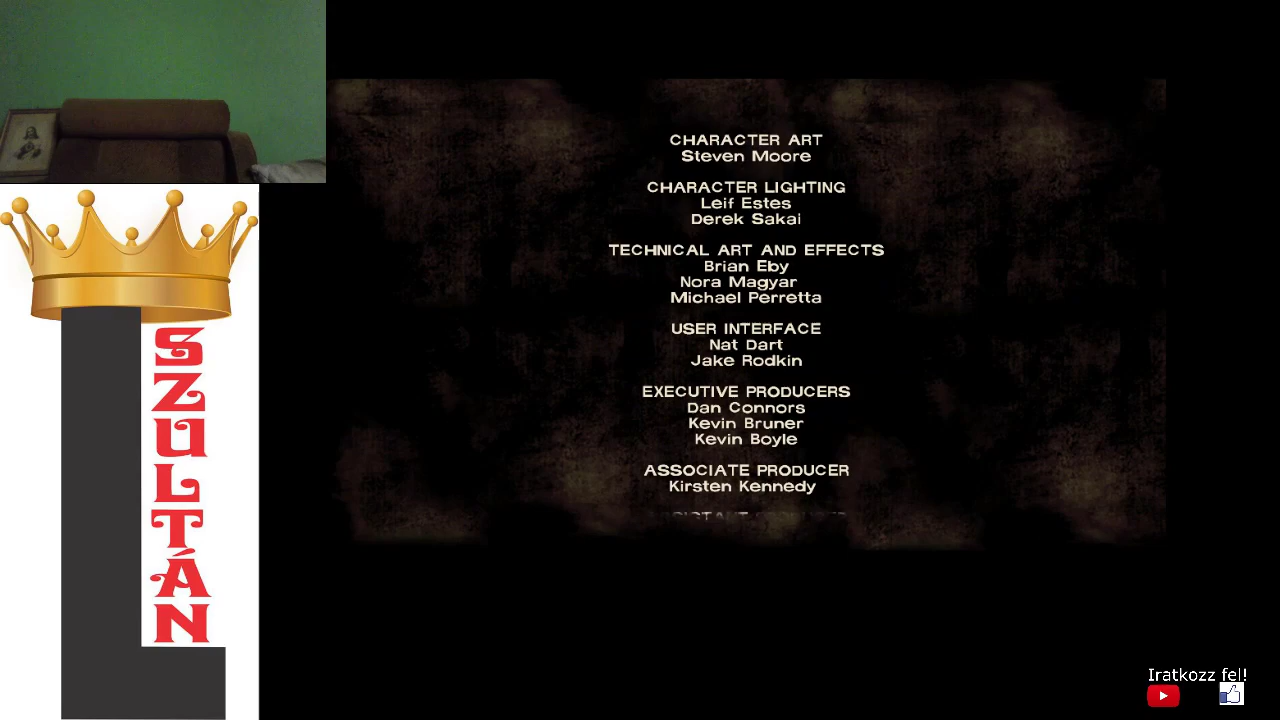 CHARACTER ART
Steven Moore
CHARACTER LIGHTING
Leif Estes
Derek Sakai
TECHNICAL ART AND EFFECTS
Brian Eby
Nora Magyar
Michael Perretta
USER INTERFACE
Nat Dart
Jake Rodkin
EXECUTIVE PRODUCERS
Dan Connors
Kevin Bruner
Kevin Boyle
ASSOCIATE PRODUCER
Kirsten Kennedy
L
SZULTÁN
Iratkozz fel!